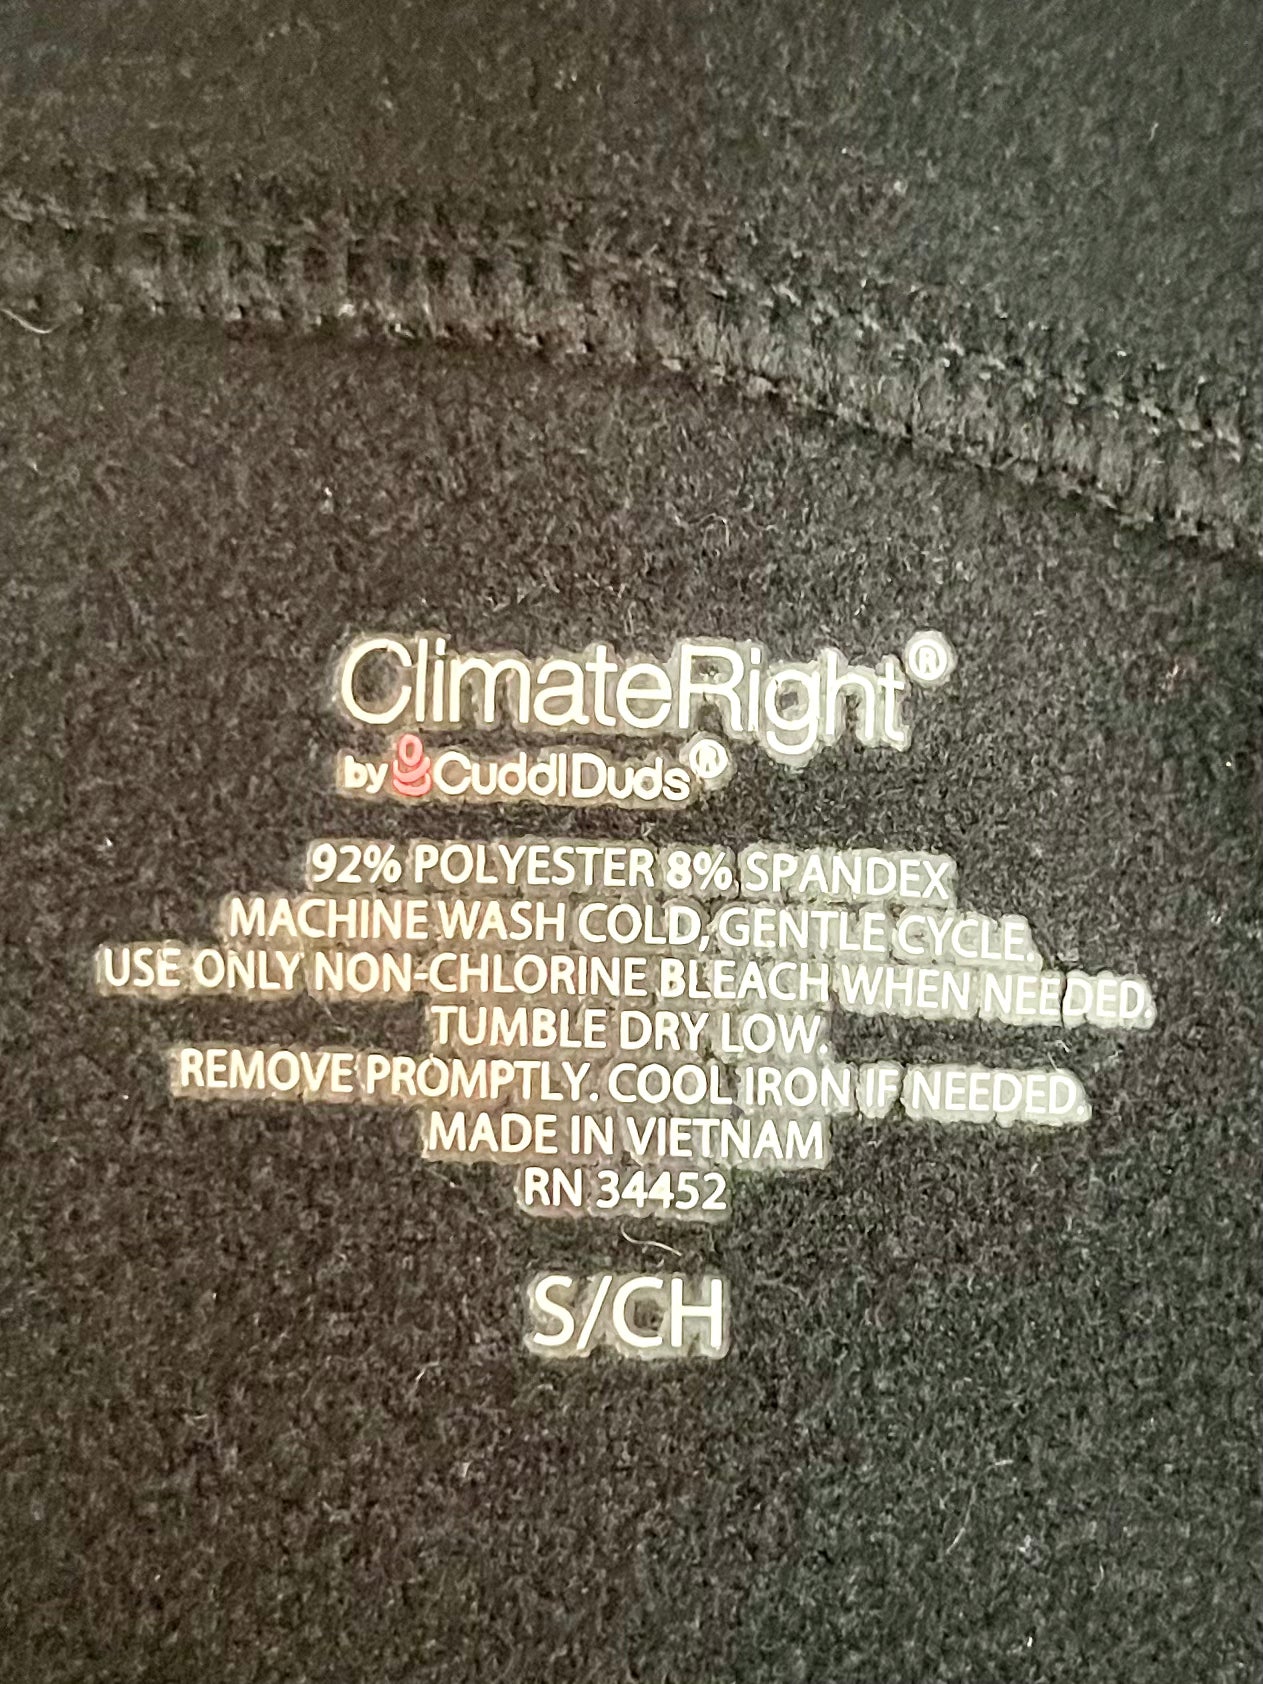 ClimateRight®
by CuddlDuds®
92% POLYESTER 8% SPANDEX
MACHINE WASH COLD, GENTLE CYCLE.
USE ONLY NON-CHLORINE BLEACH WHEN NEEDED.
TUMBLE DRY LOW.
REMOVE PROMPTLY. COOL IRON IF NEEDED.
MADE IN VIETNAM
RN 34452
S/CH